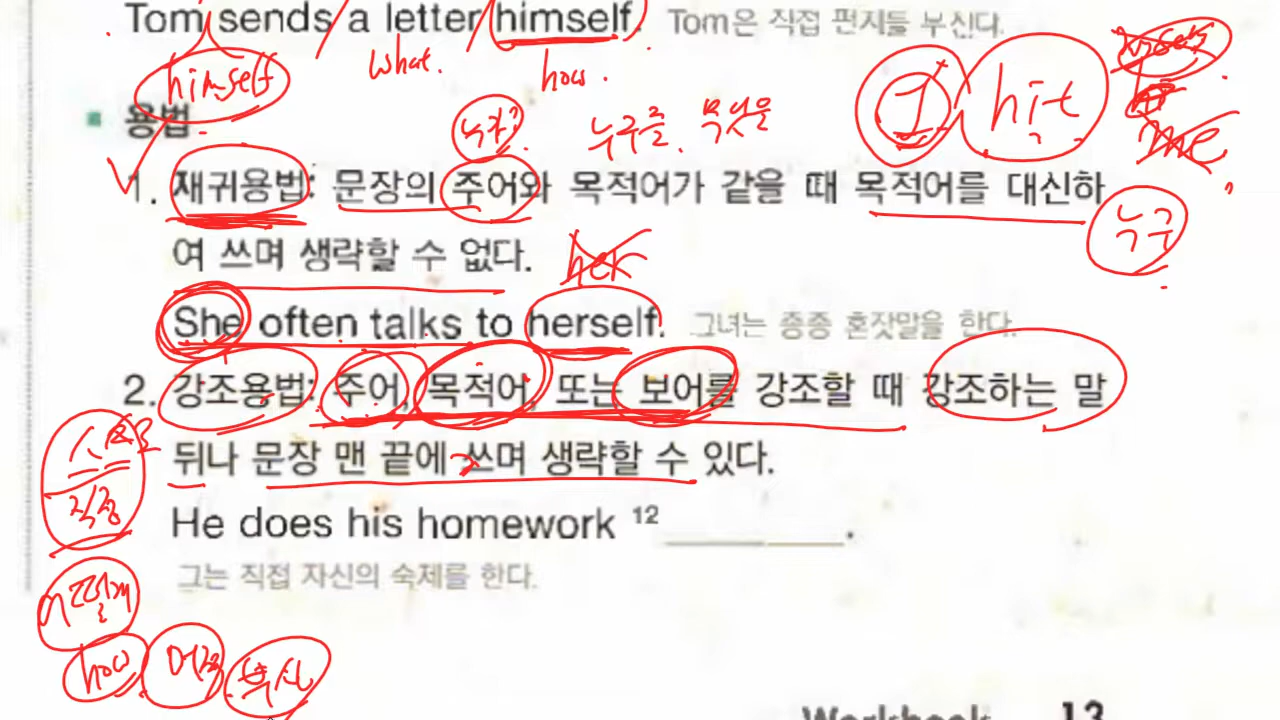 Tom sends a letter himself. Tom은 직접 편지를 부친다.
himself what. how.
용법 누가? 누구를, 무엇을 I hit me
1. 재귀용법: 문장의 주어와 목적어가 같을 때 목적어를 대신하
누구
여 쓰며 생략할 수 없다.
her
She often talks to herself. 그녀는 종종 혼잣말을 한다.
2. 강조용법: 주어, 목적어, 또는 보어를 강조할 때 강조하는 말
뒤나 문장 맨 끝에 쓰며 생략할 수 있다.
직접
He does his homework 12 ______.
그는 직접 자신의 숙제를 한다.
어떻게
how
Workbook 13